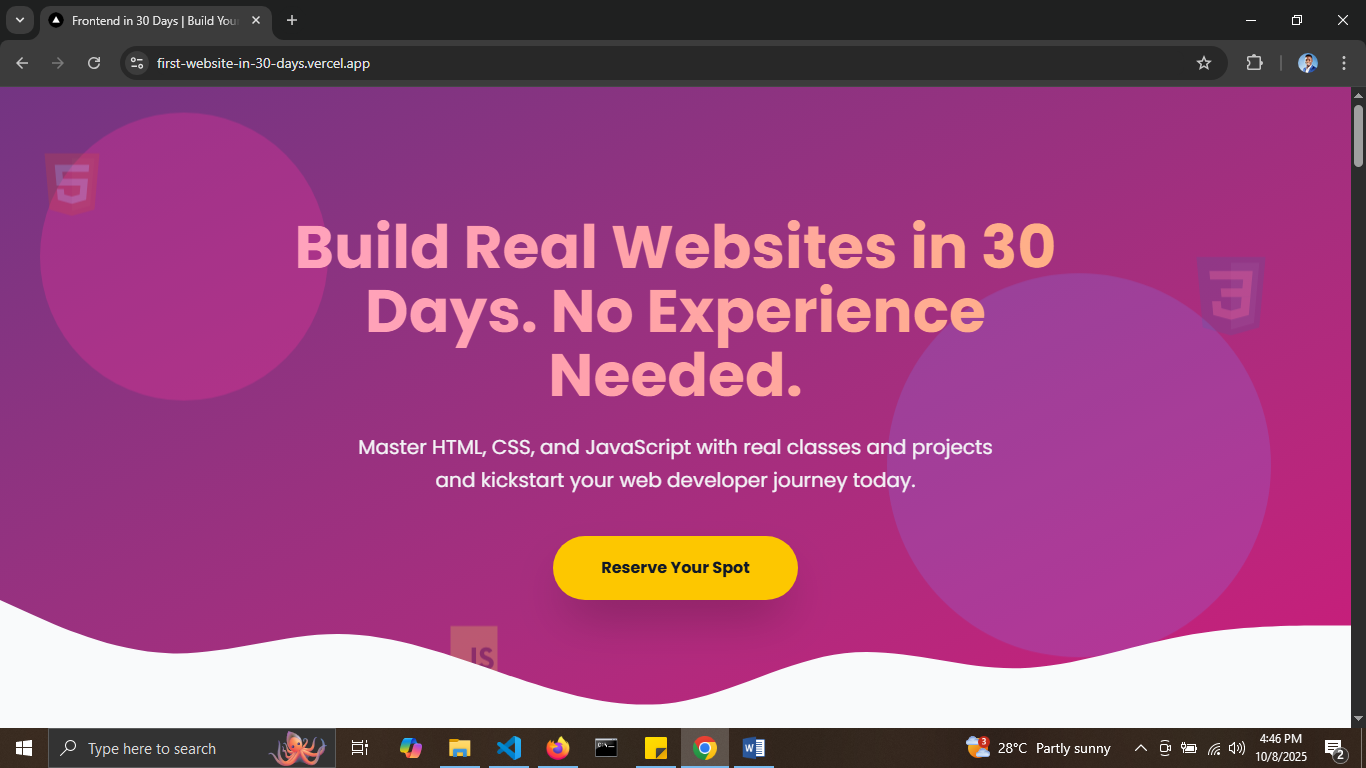 Frontend in 30 Days | Build Your
first-website-in-30-days.vercel.app
5
3
Build Real Websites in 30
Days. No Experience
Needed.
Master HTML, CSS, and JavaScript with real classes and projects
and kickstart your web developer journey today.
Reserve Your Spot
JS
Type here to search
3
28°C Partly sunny
4:46 PM
10/8/2025
2